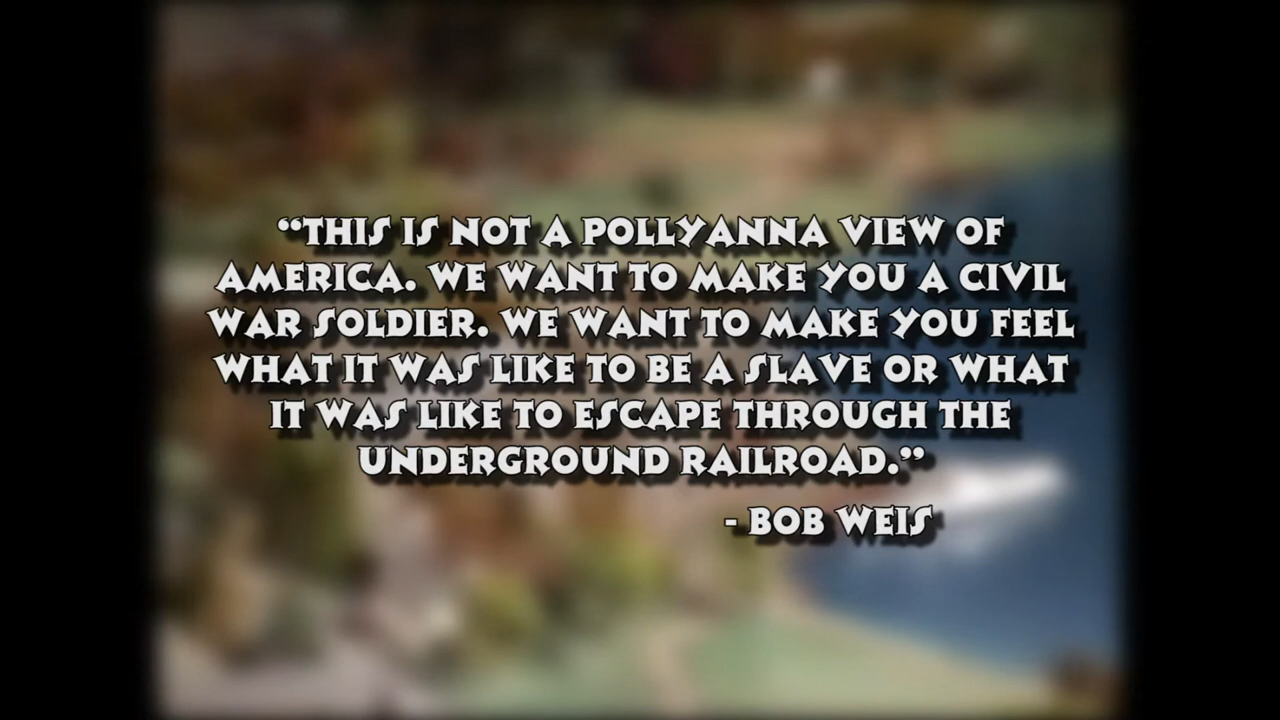 “THIS IS NOT A POLLYANNA VIEW OF
AMERICA. WE WANT TO MAKE YOU A CIVIL
WAR SOLDIER. WE WANT TO MAKE YOU FEEL
WHAT IT WAS LIKE TO BE A SLAVE OR WHAT
IT WAS LIKE TO ESCAPE THROUGH THE
UNDERGROUND RAILROAD.”
- BOB WEIS